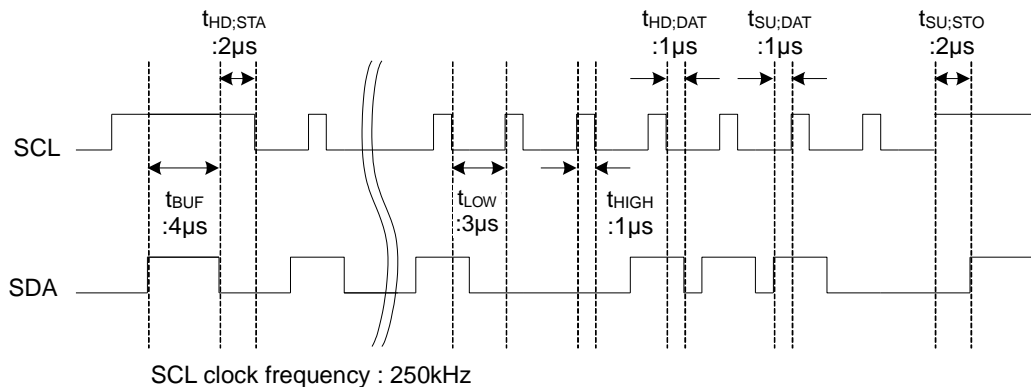 tHD;STA
:2µs
tHD;DAT
:1µs
tSU;DAT
:1µs
tSU;STO
:2µs
SCL
tBUF
:4µs
tLOW
:3µs
tHIGH
:1µs
SDA
SCL clock frequency : 250kHz